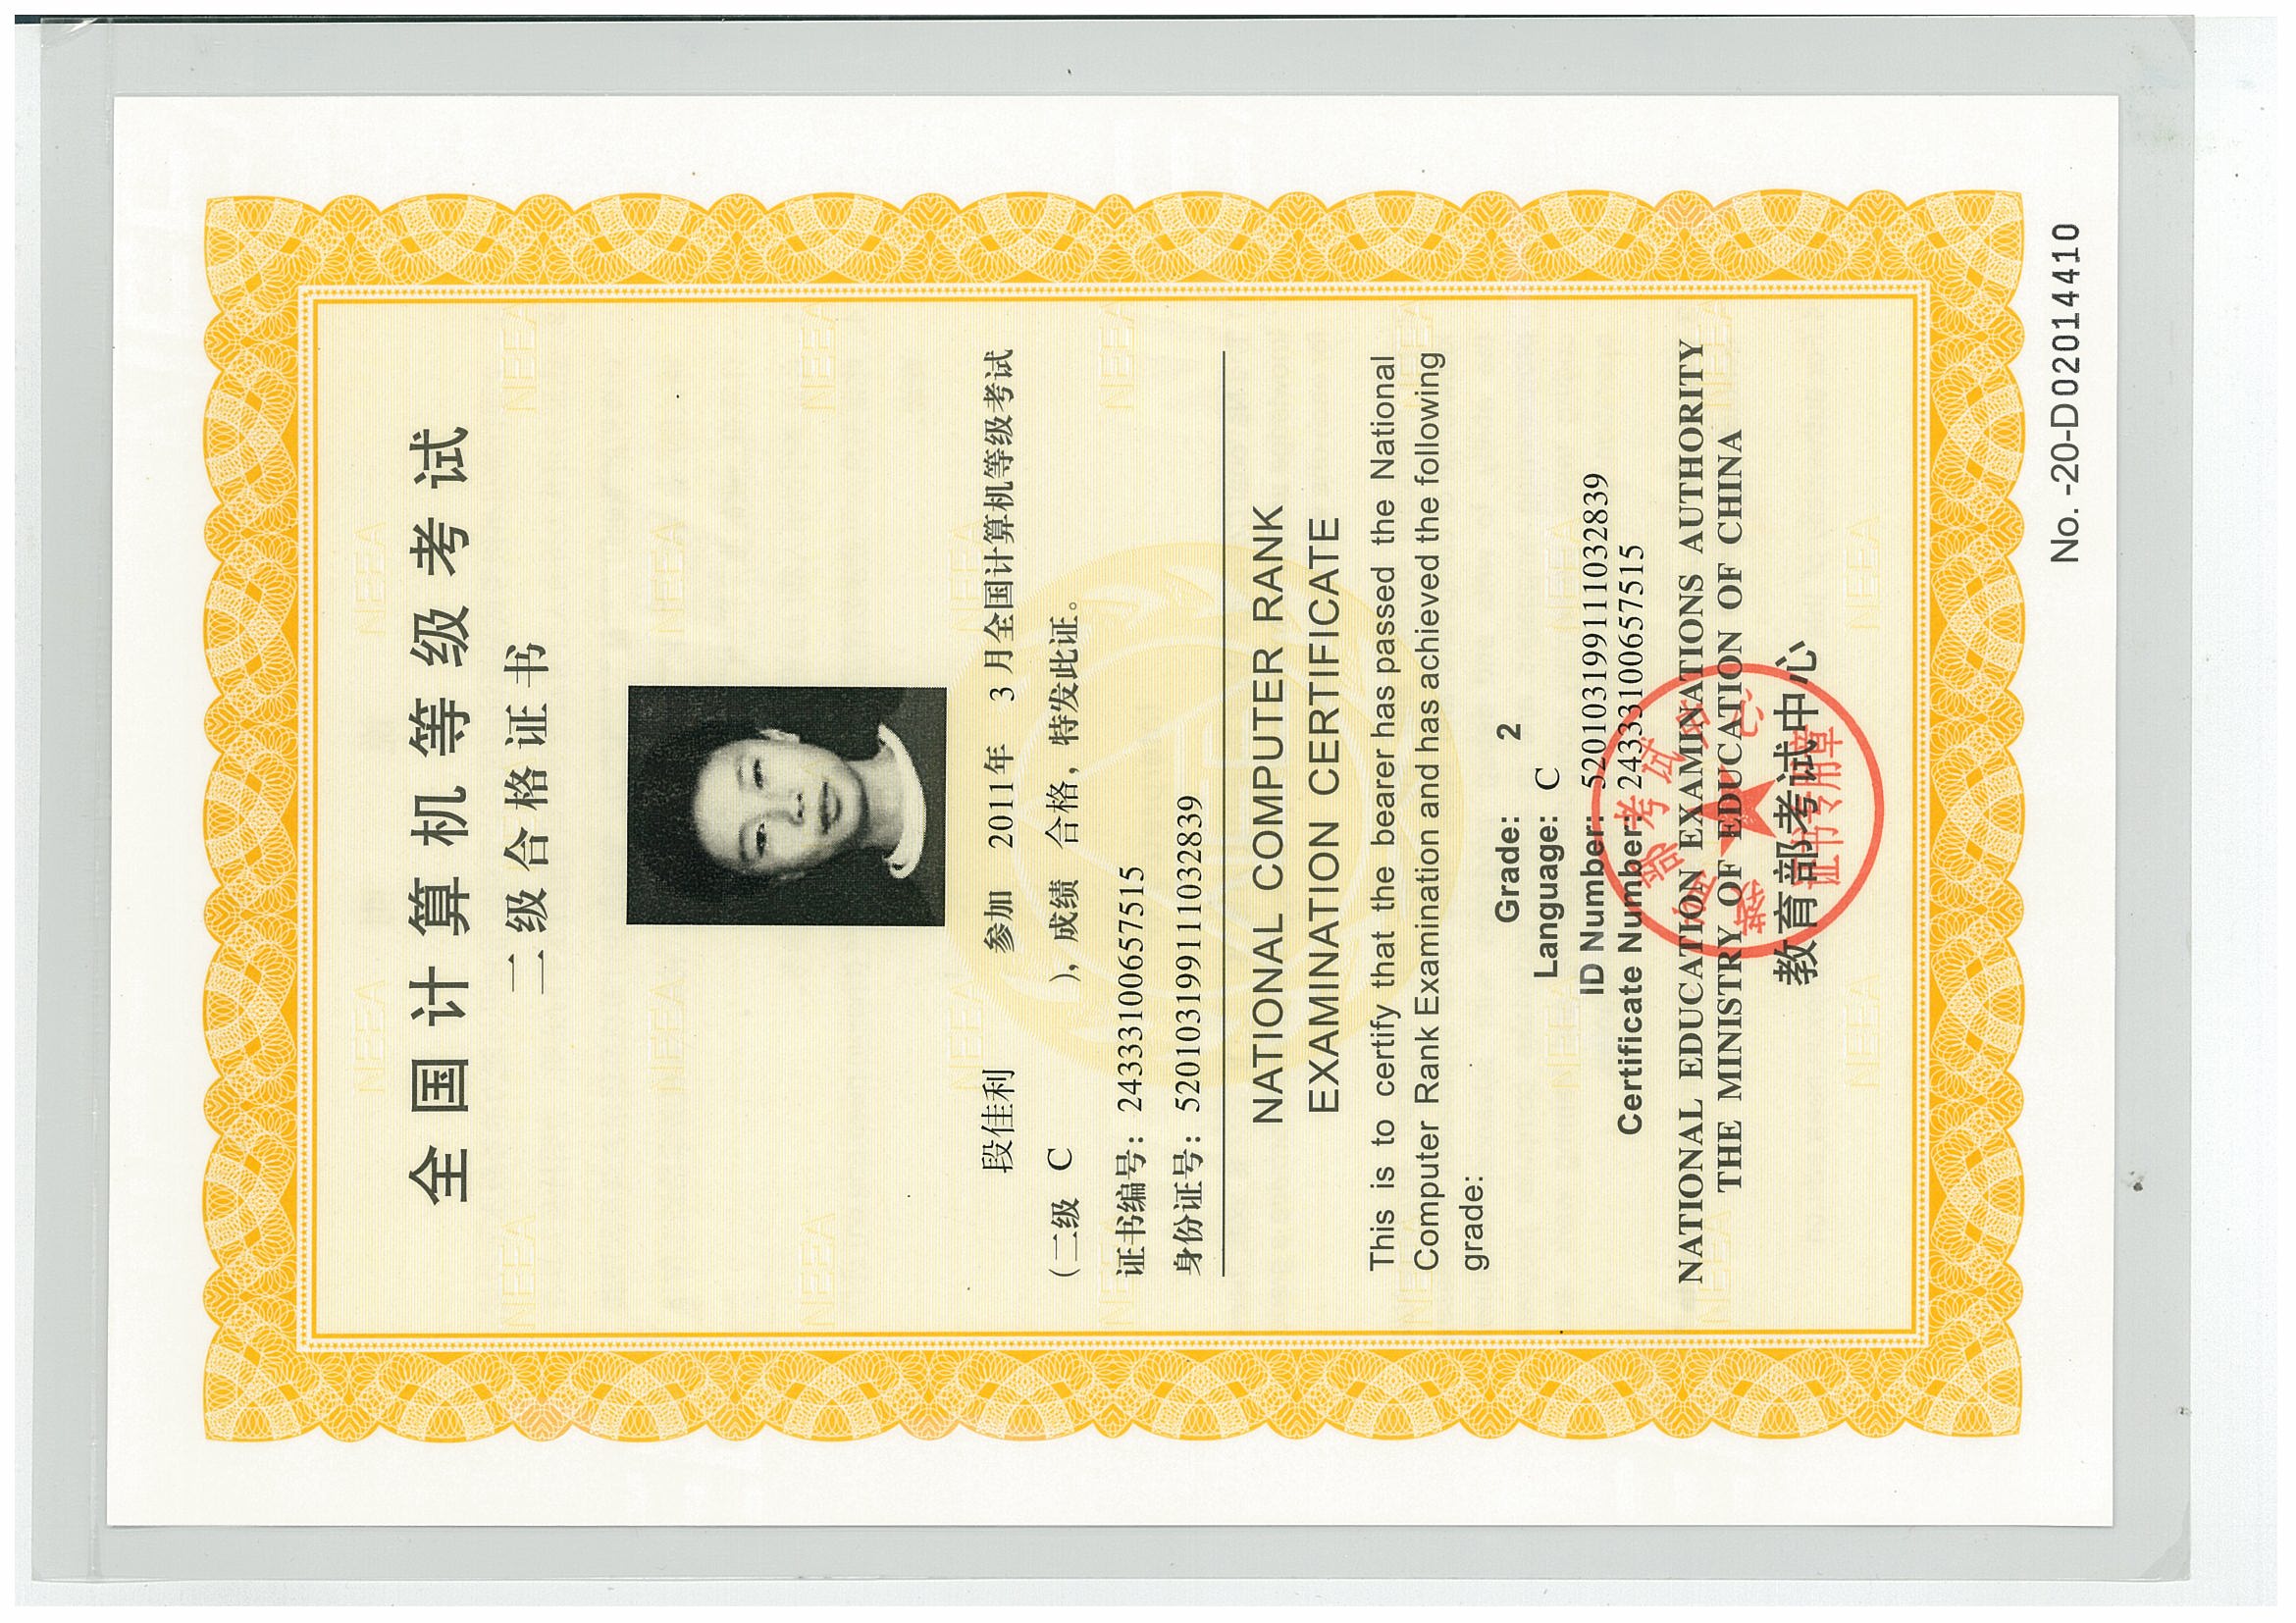 全国计算机等级考试
二级合格证书
段佳利 参加 2011年 3月全国计算机等级考试
(二级 C ),成绩 合格,特发此证。
证书编号:24333100657515
身份证号:520103199111032839
NATIONAL COMPUTER RANK
EXAMINATION CERTIFICATE
This is to certify that the bearer has passed the National
Computer Rank Examination and has achieved the following
grade:
Grade: 2
Language: C
ID Number: 520103199111032839
Certificate Number: 24333100657515
NATIONAL EDUCATION EXAMINATIONS AUTHORITY
THE MINISTRY OF EDUCATION OF CHINA
教育部考试中心
教育部考试中心
证书专用章
No. -20-D02014410
NEEA